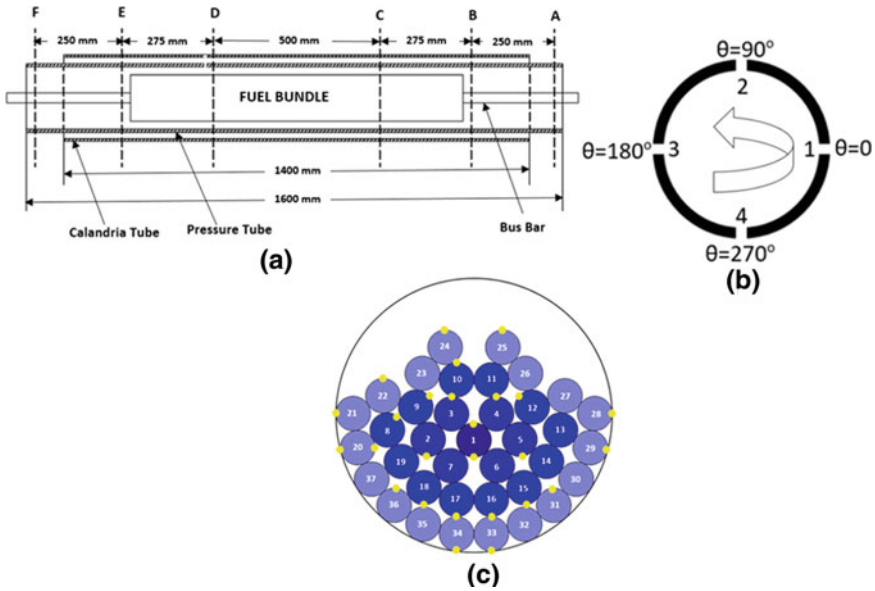 F E D C B A
250 mm 275 mm 500 mm 275 mm 250 mm
FUEL BUNDLE
1400 mm
1600 mm
Calandria Tube
Pressure Tube
Bus Bar
(a)
θ=90°
2
θ=180° 3 1 θ=0
4
θ=270°
(b)
24 25
23 10 11 26
22 9 3 4 12 27
21 8 2 1 5 13 28
20 19 7 6 14 29
37 18 17 16 15 30
36 35 34 33 32 31
(c)